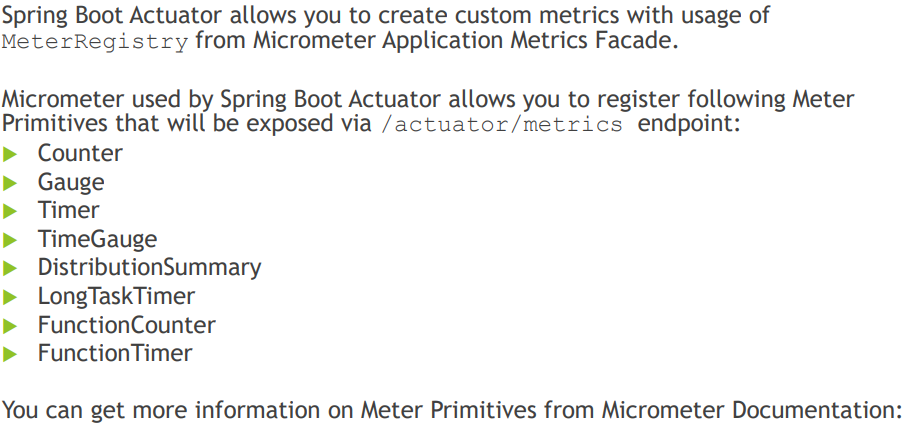 Spring Boot Actuator allows you to create custom metrics with usage of
MeterRegistry from Micrometer Application Metrics Facade.
Micrometer used by Spring Boot Actuator allows you to register following Meter
Primitives that will be exposed via /actuator/metrics endpoint:
Counter
Gauge
Timer
TimeGauge
DistributionSummary
LongTaskTimer
FunctionCounter
FunctionTimer
You can get more information on Meter Primitives from Micrometer Documentation: